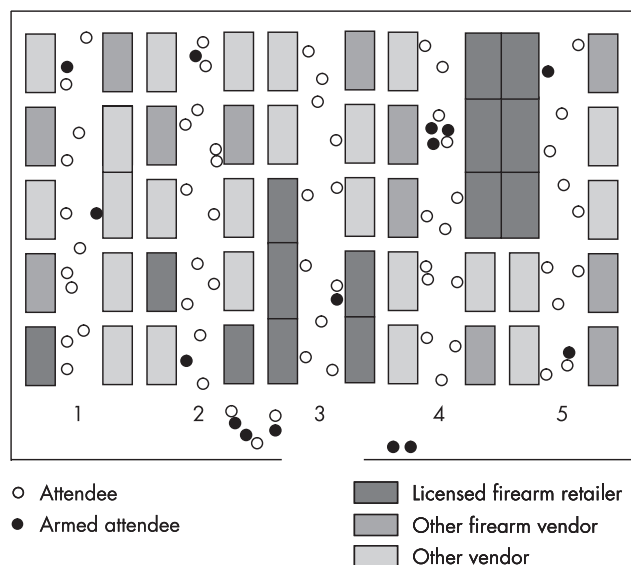 1 2 3 4 5
Attendee
Armed attendee
Licensed firearm retailer
Other firearm vendor
Other vendor